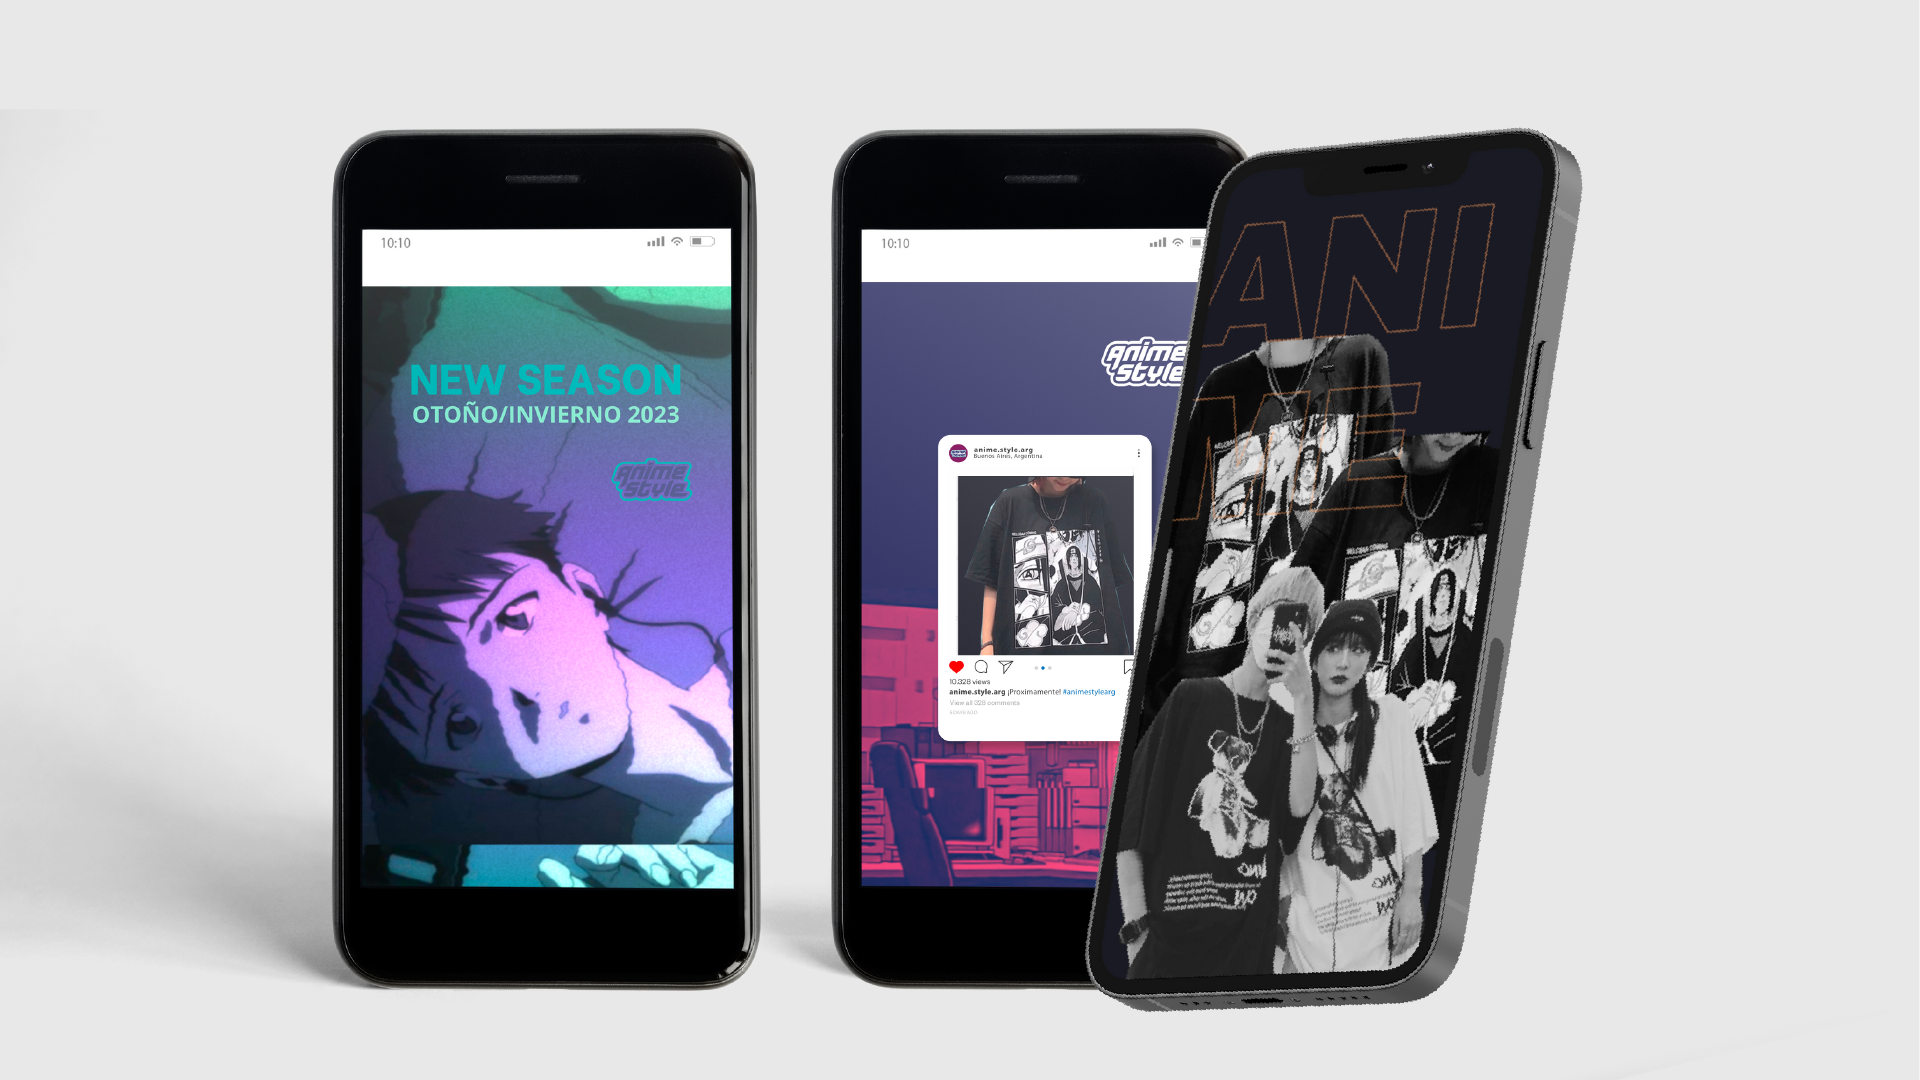 10:10
NEW SEASON
OTOÑO/INVIERNO 2023
anime
style
10:10
anime
style
anime.style.arg
Buenos Aires, Argentina
10.328 views
anime.style.arg ¡Proximamente! #animestylearg
View all 328 comments
ANI
ME